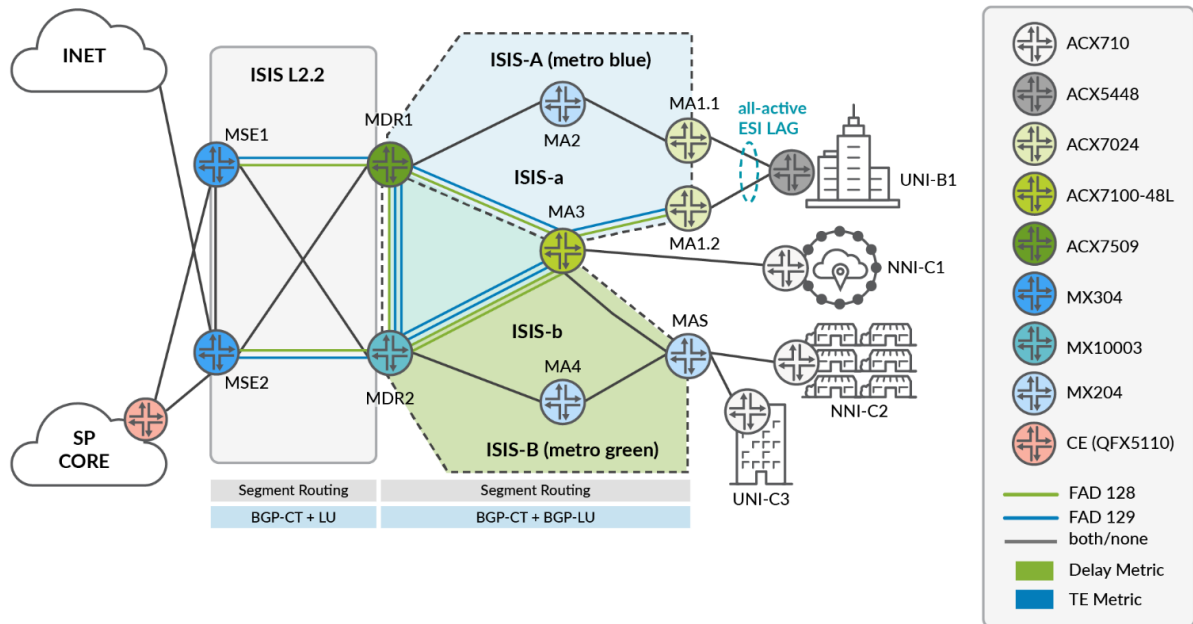 INET
ISIS L2.2
ISIS-A (metro blue)
MSE1
MDR1
MA2
MA1.1
all-active
ESI LAG
UNI-B1
ISIS-a
MA3
MA1.2
NNI-C1
ISIS-b
MAS
MSE2
MDR2
MA4
NNI-C2
SP
CORE
ISIS-B (metro green)
UNI-C3
Segment Routing
Segment Routing
BGP-CT + LU
BGP-CT + BGP-LU
ACX710
ACX5448
ACX7024
ACX7100-48L
ACX7509
MX304
MX10003
MX204
CE (QFX5110)
FAD 128
FAD 129
both/none
Delay Metric
TE Metric